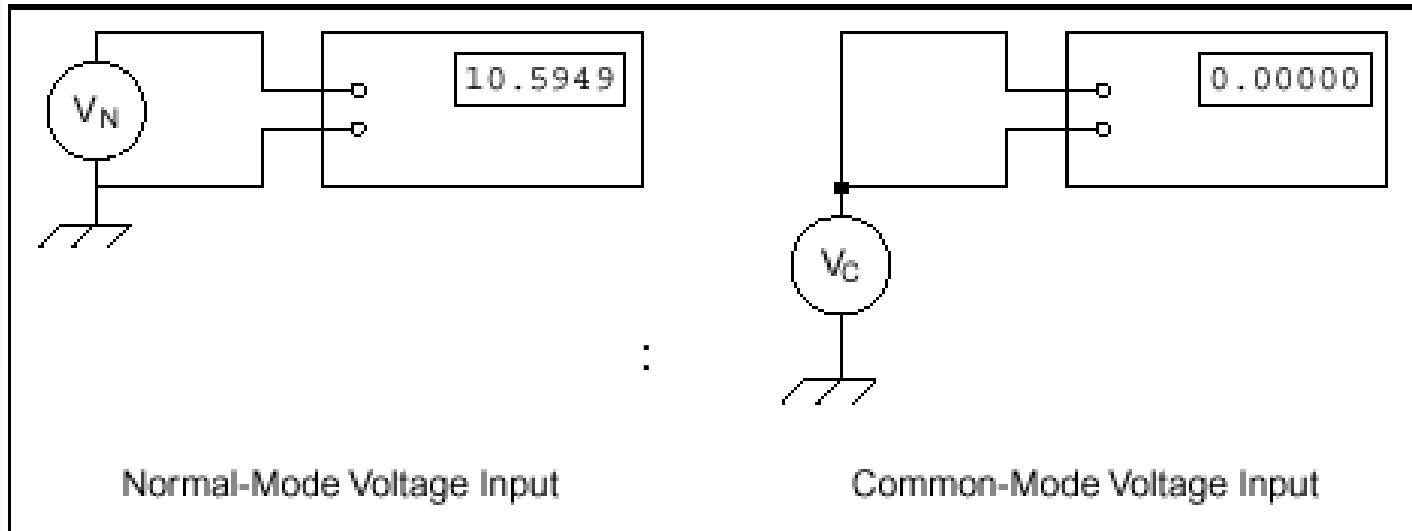 10.5949
0.00000
VN
VC
:
Normal-Mode Voltage Input
Common-Mode Voltage Input